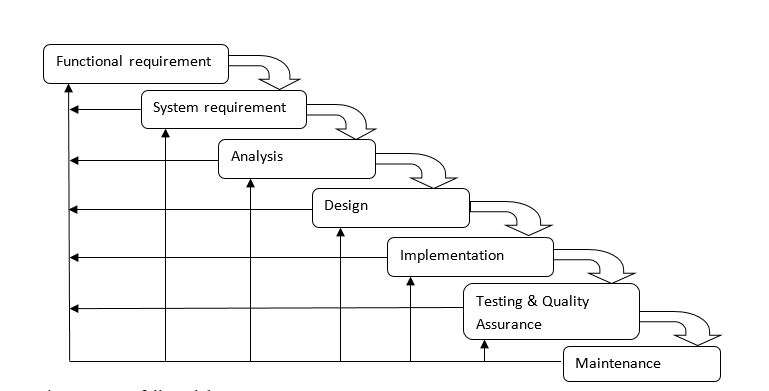 Functional requirement
System requirement
Analysis
Design
Implementation
Testing & Quality
Assurance
Maintenance